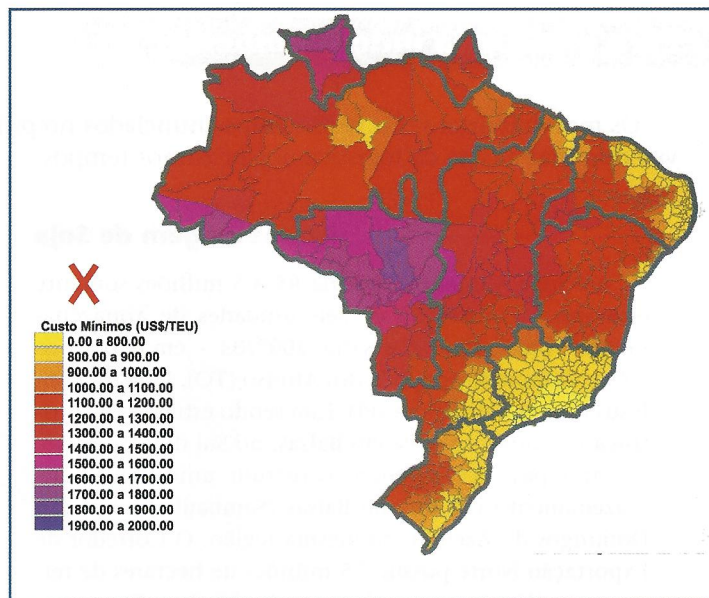 Custo Mínimos (US$/TEU)
0.00 a 800.00
800.00 a 900.00
900.00 a 1000.00
1000.00 a 1100.00
1100.00 a 1200.00
1200.00 a 1300.00
1300.00 a 1400.00
1400.00 a 1500.00
1500.00 a 1600.00
1600.00 a 1700.00
1700.00 a 1800.00
1800.00 a 1900.00
1900.00 a 2000.00